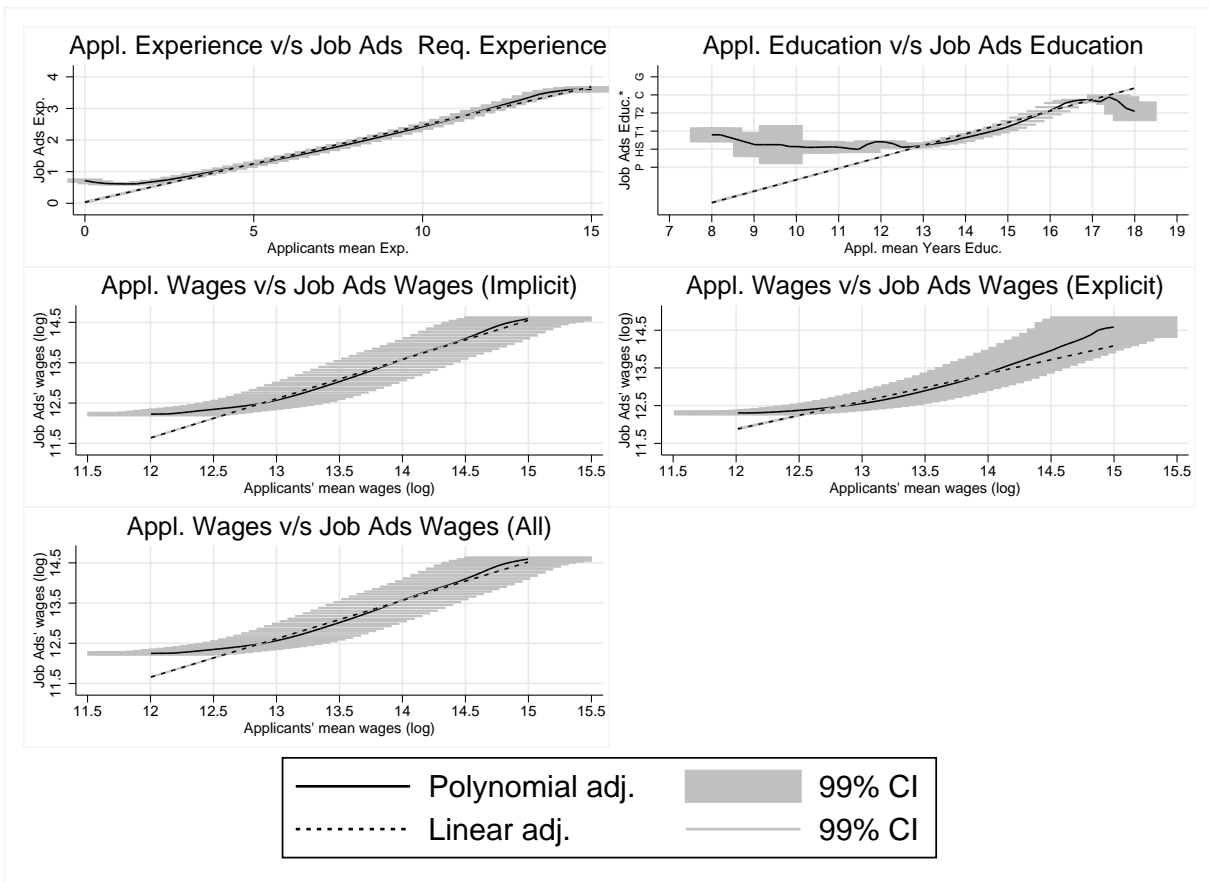 Appl. Experience v/s Job Ads  Req. Experience
Job Ads Exp.
4
3
2
1
0
0 5 10 15
Applicants mean Exp.
Appl. Education v/s Job Ads Education
Job Ads Educ.*
G
C
T2
T1
HS
P
7 8 9 10 11 12 13 14 15 16 17 18 19
Appl. mean Years Educ.
Appl. Wages v/s Job Ads Wages (Implicit)
Job Ads' wages (log)
14.5
13.5
12.5
11.5
11.5 12 12.5 13 13.5 14 14.5 15 15.5
Applicants' mean wages (log)
Appl. Wages v/s Job Ads Wages (Explicit)
Job Ads' wages (log)
14.5
13.5
12.5
11.5
11.5 12 12.5 13 13.5 14 14.5 15 15.5
Applicants' mean wages (log)
Appl. Wages v/s Job Ads Wages (All)
Job Ads' wages (log)
14.5
13.5
12.5
11.5
11.5 12 12.5 13 13.5 14 14.5 15 15.5
Applicants' mean wages (log)
Polynomial adj. 99% CI
Linear adj. 99% CI